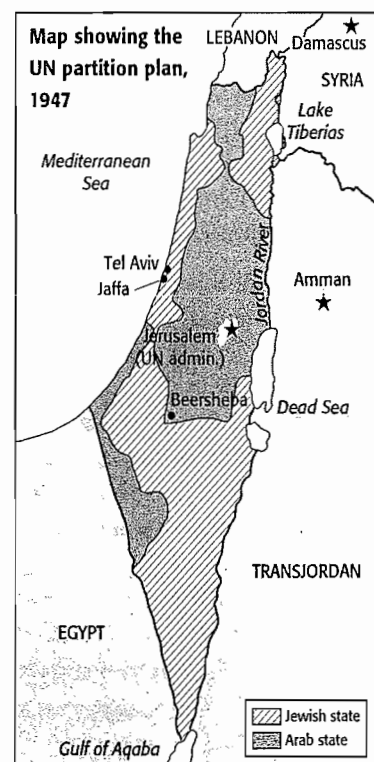 Map showing the
UN partition plan,
1947
LEBANON
Damascus
SYRIA
Lake
Tiberias
Mediterranean
Sea
Tel Aviv
Jaffa
Jordan River
Amman
Jerusalem
(UN admin.)
Beersheba
Dead Sea
TRANSJORDAN
EGYPT
Gulf of Aqaba
Jewish state
Arab state